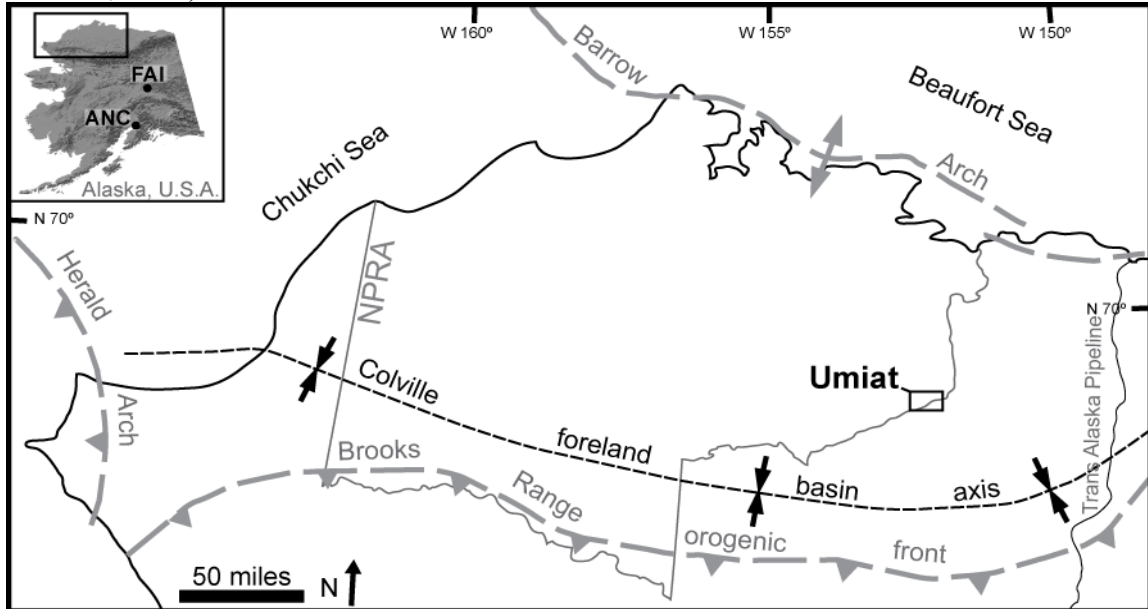 W 160º
W 155º
W 150º
FAI
ANC
Alaska, U.S.A.
Barrow
Arch
Beaufort Sea
Chukchi Sea
N 70º
Herald
Arch
NPRA
N 70º
Trans Alaska Pipeline
Umiat
Colville
foreland
basin
axis
Brooks
Range
orogenic
front
50 miles
N